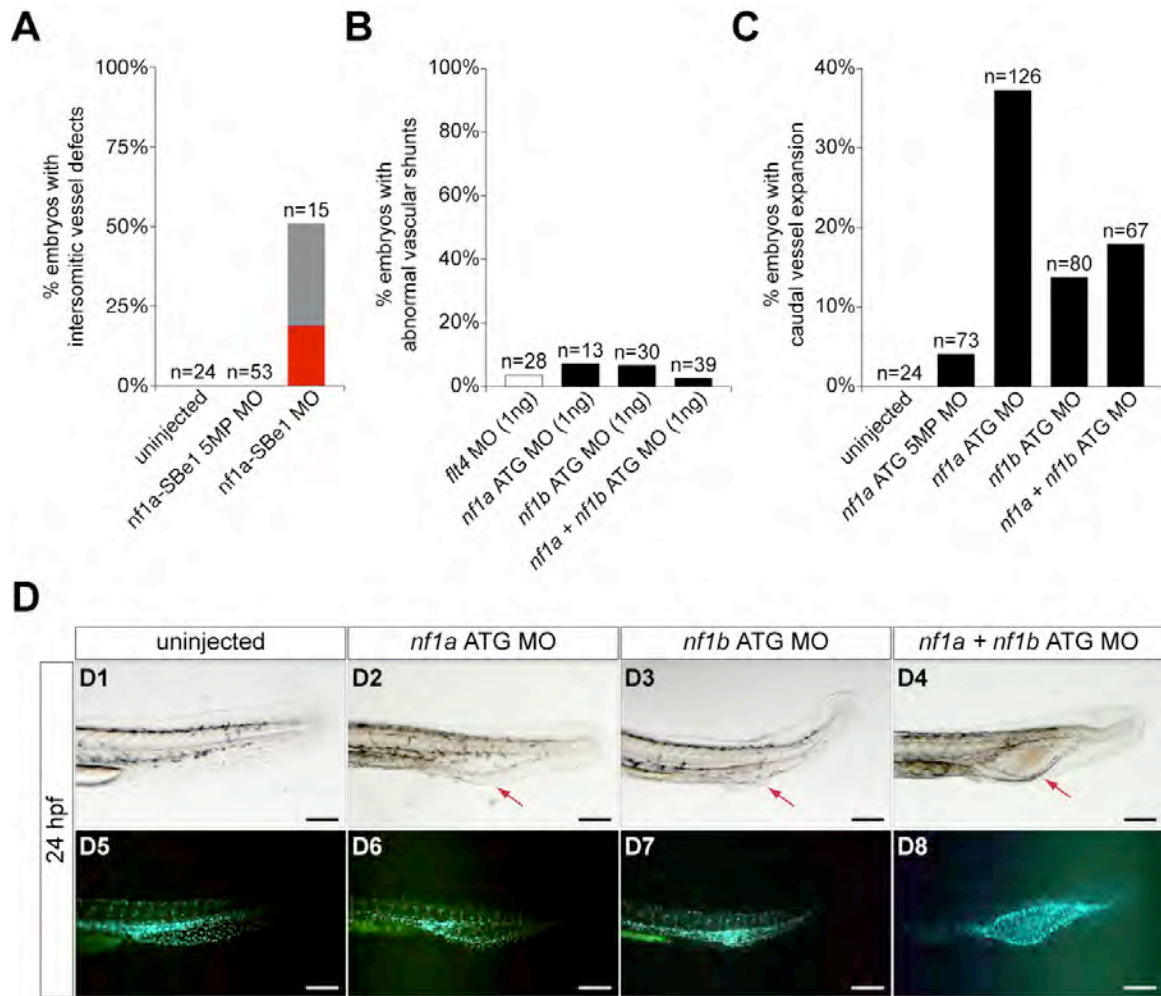 A
% embryos with
intersomitic vessel defects
100%
75%
50%
25%
0%
n=24
n=53
n=15
uninjected
nf1a-SBe1 5MP MO
nf1a-SBe1 MO
B
% embryos with
abnormal vascular shunts
100%
80%
60%
40%
20%
0%
n=28
n=13
n=30
n=39
flt4 MO (1ng)
nf1a ATG MO (1ng)
nf1b ATG MO (1ng)
nf1a + nf1b ATG MO (1ng)
C
% embryos with
caudal vessel expansion
40%
30%
20%
10%
0%
n=24
n=73
n=126
n=80
n=67
uninjected
nf1a ATG 5MP MO
nf1a ATG MO
nf1b ATG MO
nf1a + nf1b ATG MO
D
uninjected
nf1a ATG MO
nf1b ATG MO
nf1a + nf1b ATG MO
24 hpf
D1
D2
D3
D4
D5
D6
D7
D8